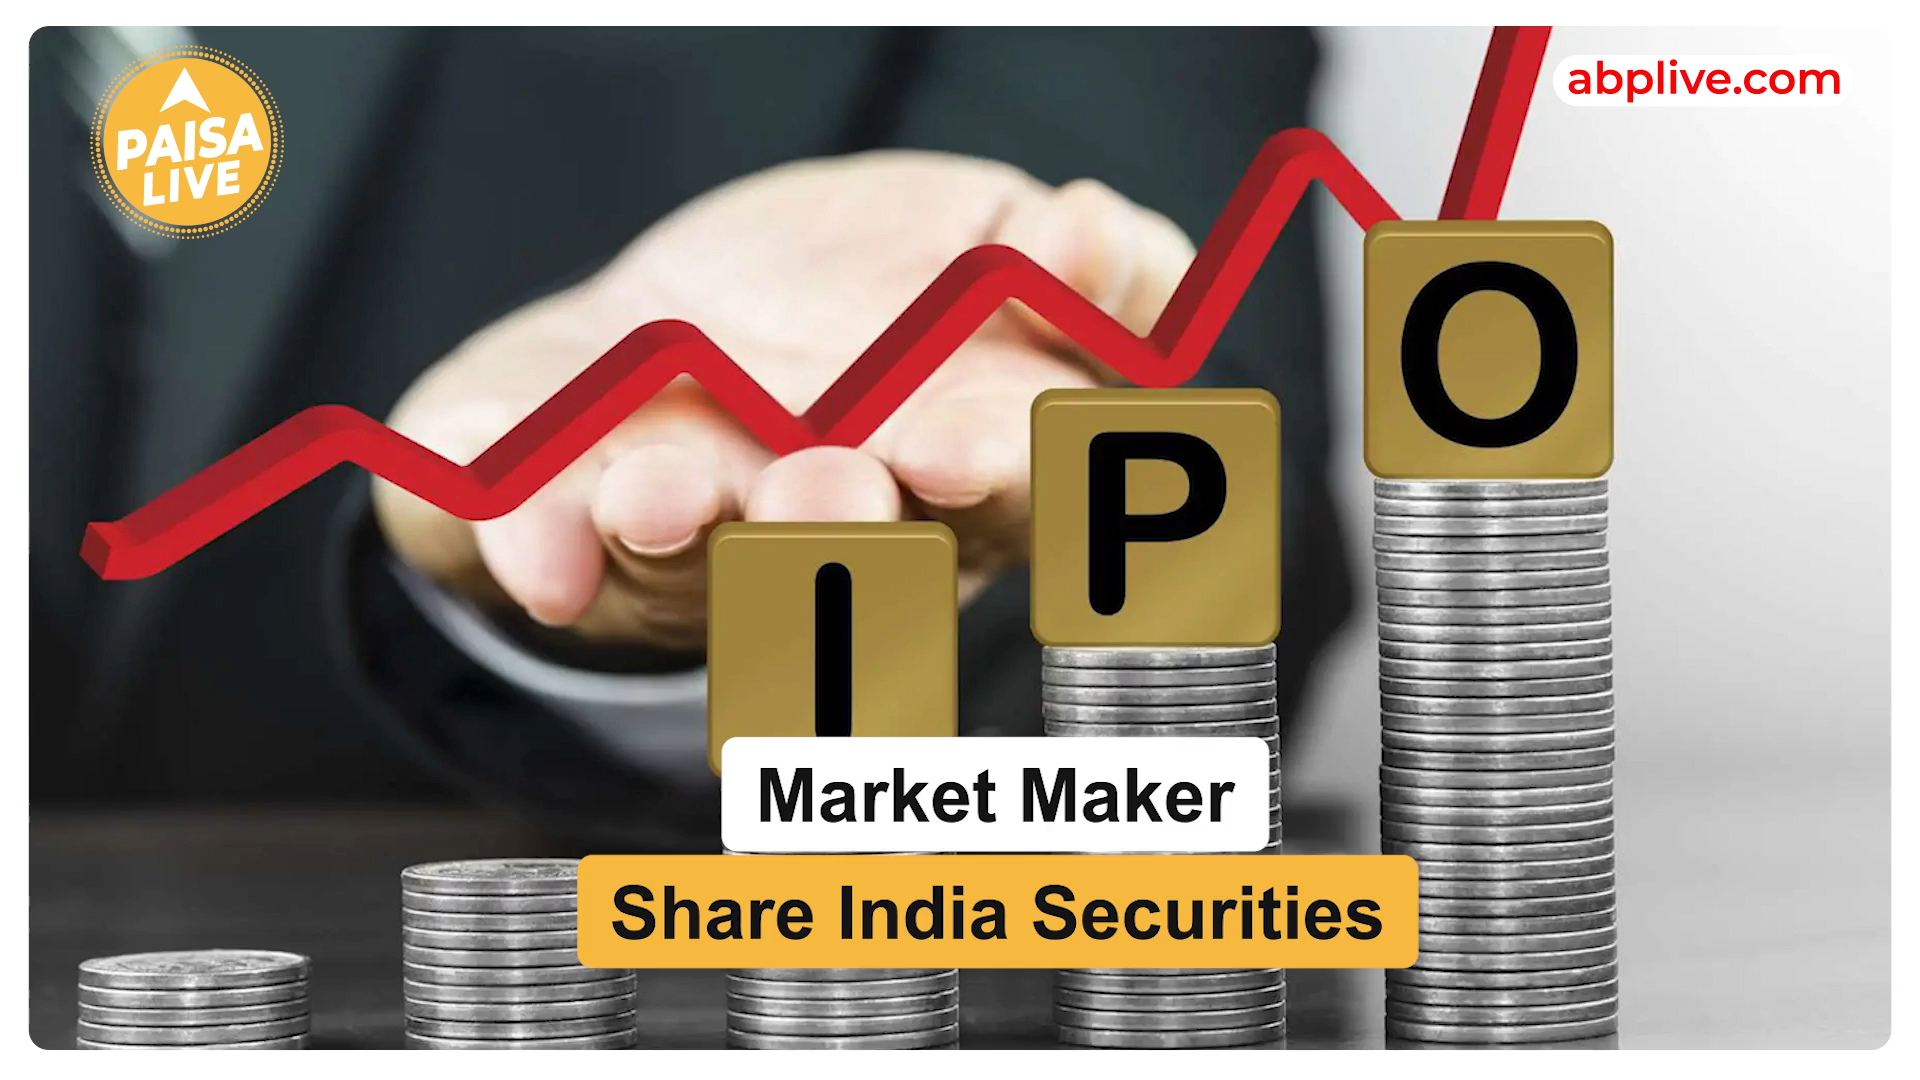 PAISA
LIVE
abplive.com
I
P
O
Market Maker
Share India Securities